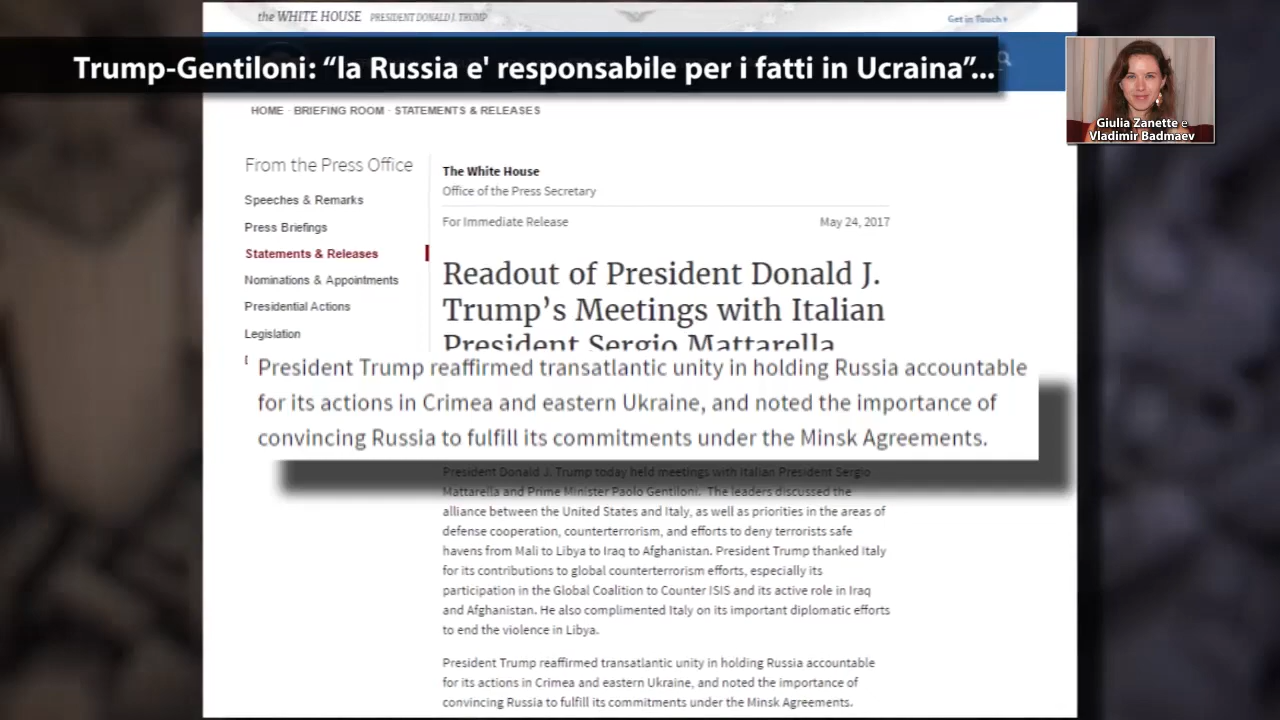 the WHITE HOUSE PRESIDENT DONALD J. TRUMP
Get in Touch
Trump-Gentiloni: “la Russia e' responsabile per i fatti in Ucraina”...
Giulia Zanette e
Vladimir Badmaev
HOME · BRIEFING ROOM · STATEMENTS & RELEASES
From the Press Office
Speeches & Remarks
Press Briefings
Statements & Releases
Nominations & Appointments
Presidential Actions
Legislation
The White House
Office of the Press Secretary
For Immediate Release
May 24, 2017
Readout of President Donald J.
Trump’s Meetings with Italian
President Sergio Mattarella
President Trump reaffirmed transatlantic unity in holding Russia accountable
for its actions in Crimea and eastern Ukraine, and noted the importance of
convincing Russia to fulfill its commitments under the Minsk Agreements.
President Donald J. Trump today held meetings with Italian President Sergio
Mattarella and Prime Minister Paolo Gentiloni. The leaders discussed the
alliance between the United States and Italy, as well as priorities in the areas of
defense cooperation, counterterrorism, and efforts to deny terrorists safe
havens from Mali to Libya to Iraq to Afghanistan. President Trump thanked Italy
for its contributions to global counterterrorism efforts, especially its
participation in the Global Coalition to Counter ISIS and its active role in Iraq
and Afghanistan. He also complimented Italy on its important diplomatic efforts
to end the violence in Libya.
President Trump reaffirmed transatlantic unity in holding Russia accountable
for its actions in Crimea and eastern Ukraine, and noted the importance of
convincing Russia to fulfill its commitments under the Minsk Agreements.